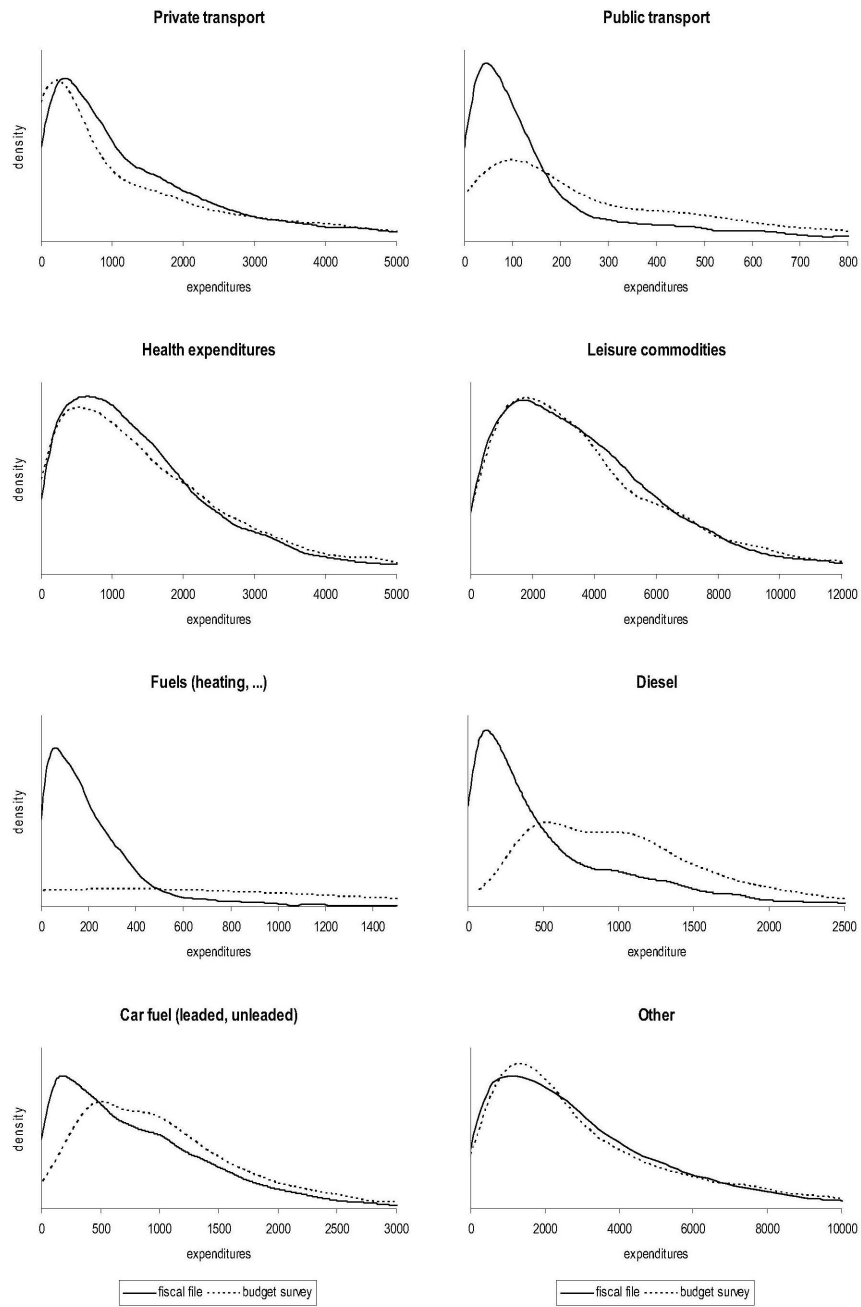 Private transport
density
0 1000 2000 3000 4000 5000
expenditures
Public transport
0 100 200 300 400 500 600 700 800
expenditures
Health expenditures
density
0 1000 2000 3000 4000 5000
expenditures
Leisure commodities
0 2000 4000 6000 8000 10000 12000
expenditures
Fuels (heating, ...)
density
0 200 400 600 800 1000 1200 1400
expenditures
Diesel
0 500 1000 1500 2000 2500
expenditure
Car fuel (leaded, unleaded)
density
0 500 1000 1500 2000 2500 3000
expenditures
Other
0 2000 4000 6000 8000 10000
expenditure
fiscal file budget survey
fiscal file budget survey